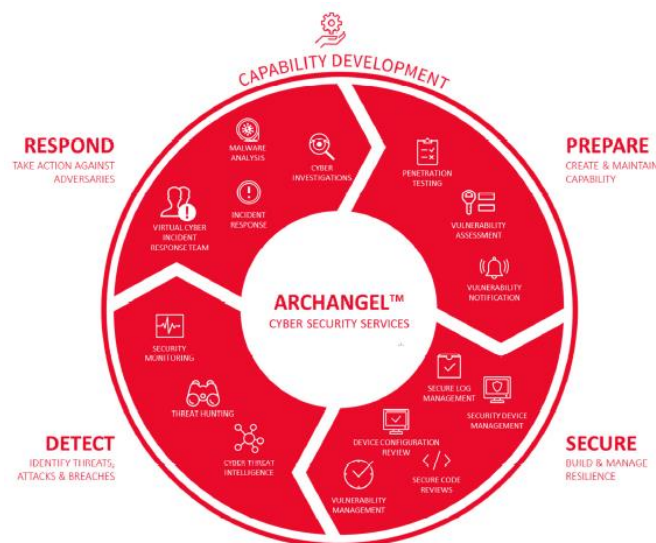 CAPABILITY DEVELOPMENT
RESPOND
TAKE ACTION AGAINST
ADVERSARIES
PREPARE
CREATE & MAINTAIN
CAPABILITY
MALWARE
ANALYSIS
CYBER
INVESTIGATIONS
INCIDENT
RESPONSE
VIRTUAL CYBER
INCIDENT
RESPONSE TEAM
PENETRATION
TESTING
VULNERABILITY
ASSESSMENT
VULNERABILITY
NOTIFICATION
ARCHANGEL™
CYBER SECURITY SERVICES
SECURITY
MONITORING
THREAT HUNTING
CYBER THREAT
INTELLIGENCE
SECURE LOG
MANAGEMENT
SECURITY DEVICE
MANAGEMENT
DEVICE CONFIGURATION
REVIEW
SECURE CODE
REVIEWS
VULNERABILITY
MANAGEMENT
DETECT
IDENTIFY THREATS,
ATTACKS & BREACHES
SECURE
BUILD & MANAGE
RESILIENCE